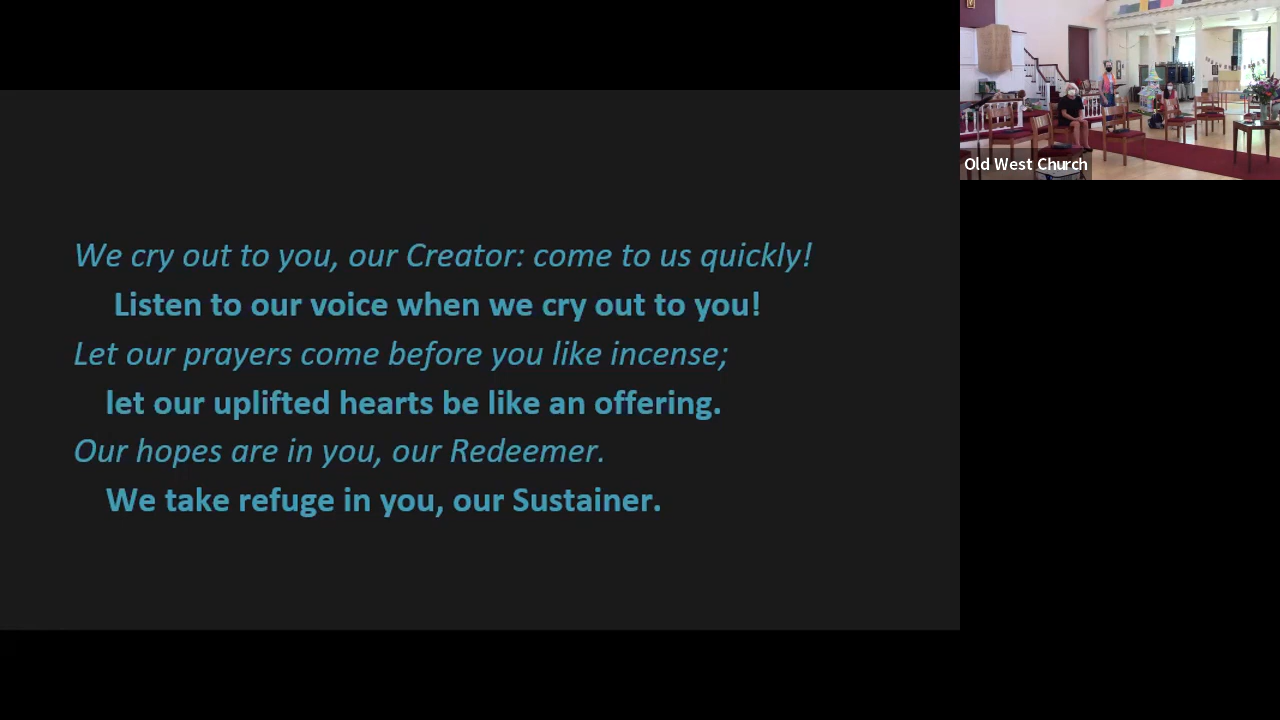 We cry out to you, our Creator: come to us quickly!
Listen to our voice when we cry out to you!
Let our prayers come before you like incense;
let our uplifted hearts be like an offering.
Our hopes are in you, our Redeemer.
We take refuge in you, our Sustainer.
Old West Church